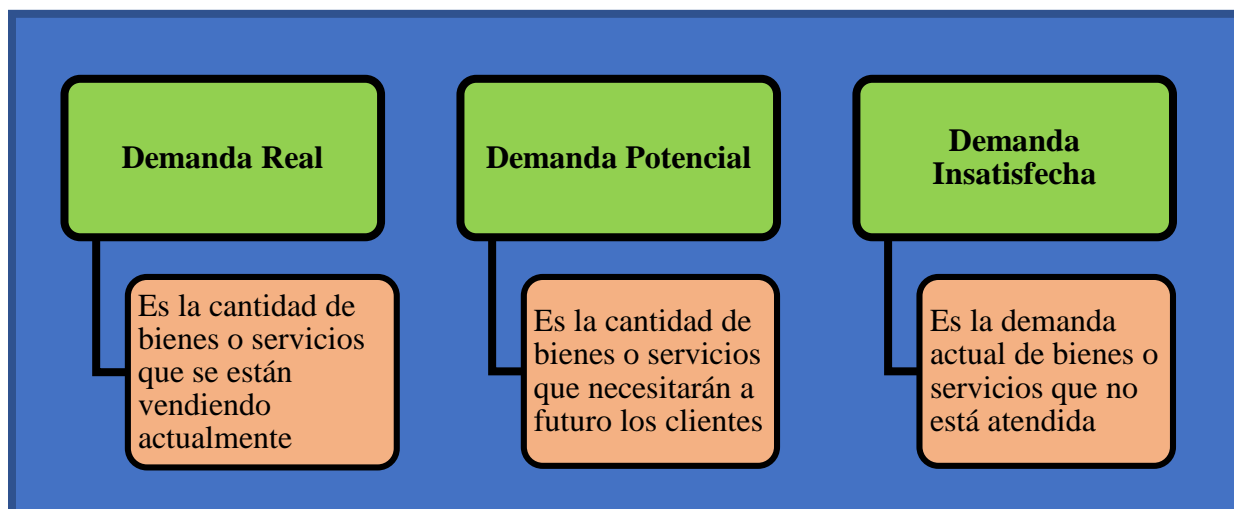 Demanda Real
Es la cantidad de
bienes o servicios
que se están
vendiendo
actualmente
Demanda Potencial
Es la cantidad de
bienes o servicios
que necesitarán a
futuro los clientes
Demanda
Insatisfecha
Es la demanda
actual de bienes o
servicios que no
está atendida